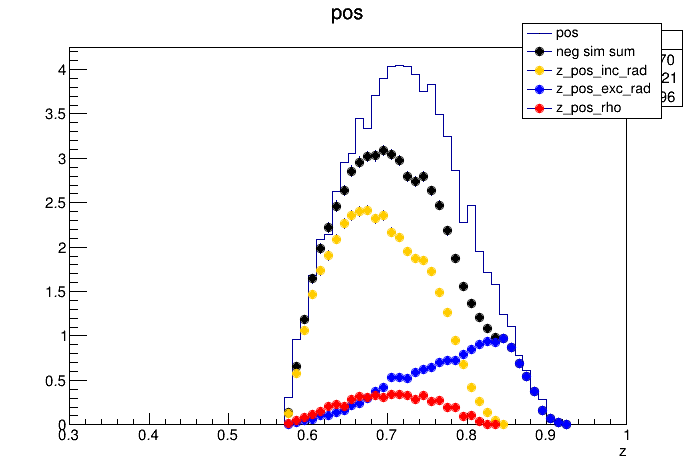 pos
pos
neg sim sum
z_pos_inc_rad
z_pos_exc_rad
z_pos_rho
70
21
96
4
3.5
3
2.5
2
1.5
1
0.5
0
0.3 0.4 0.5 0.6 0.7 0.8 0.9 1
z